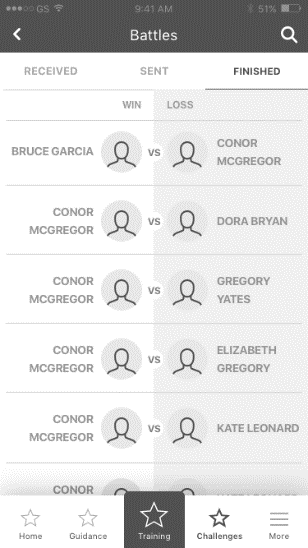 GS 9:41 AM 51%
Battles
RECEIVED SENT FINISHED
WIN LOSS
BRUCE GARCIA VS CONOR
MCGREGOR
CONOR
MCGREGOR VS DORA BRYAN
CONOR
MCGREGOR VS GREGORY
YATES
CONOR
MCGREGOR VS ELIZABETH
GREGORY
CONOR
MCGREGOR VS KATE LEONARD
CONOR
Home Guidance Training Challenges More